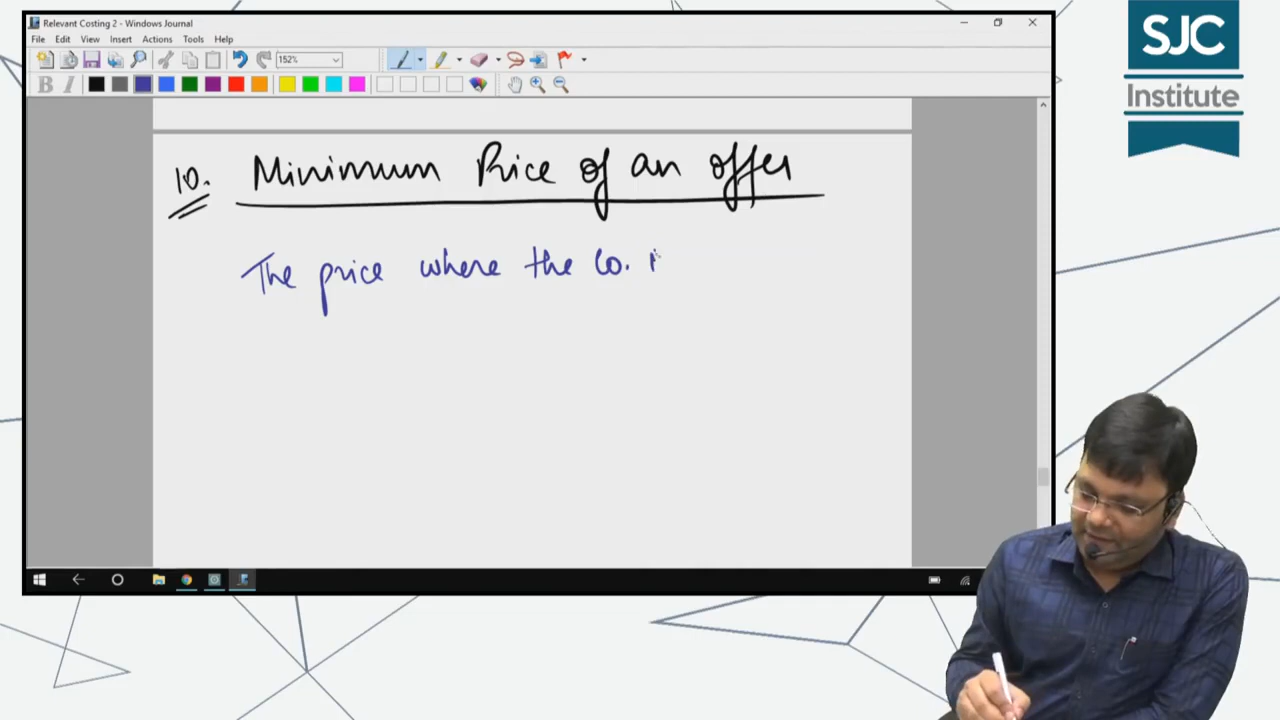 Relevant Costing 2 - Windows Journal
File Edit View Insert Actions Tools Help
152%
B I
10. Minimum Price of an offer
The price where the Co. i
SJC
Institute